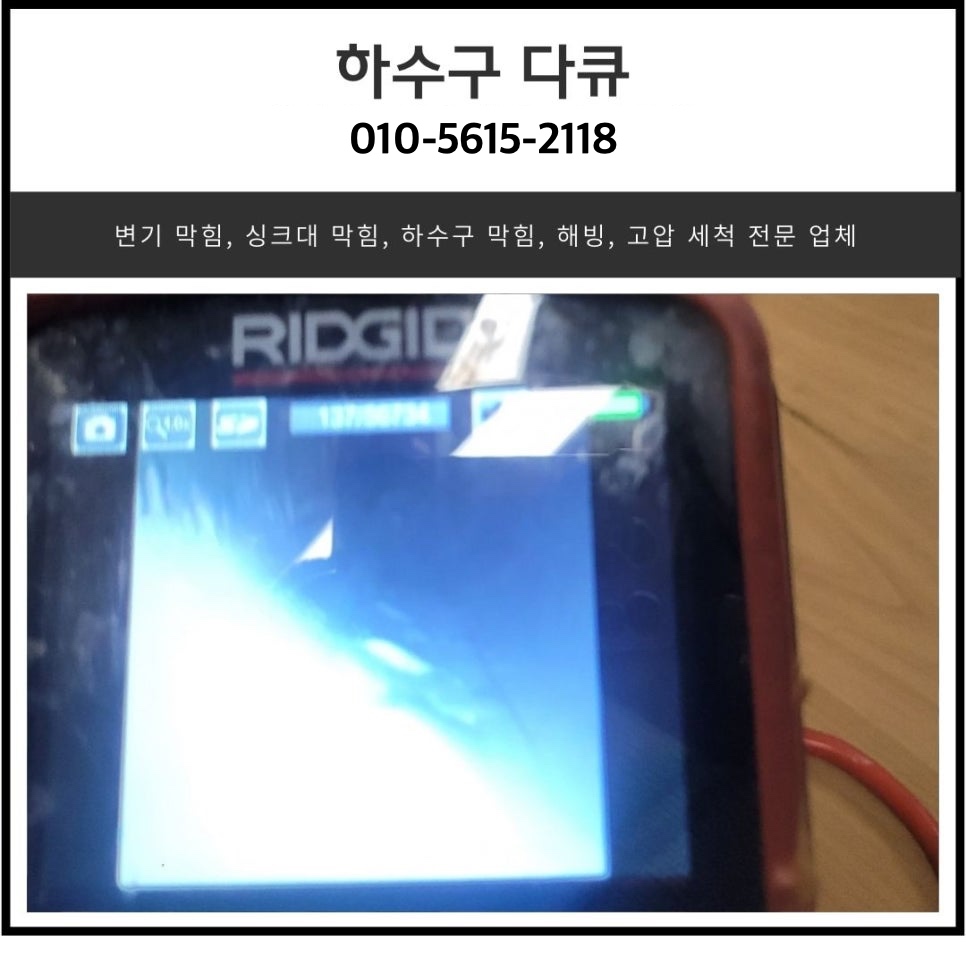 하수구 다큐
010-5615-2118
변기 막힘, 싱크대 막힘, 하수구 막힘, 해빙, 고압 세척 전문 업체
RIDGID